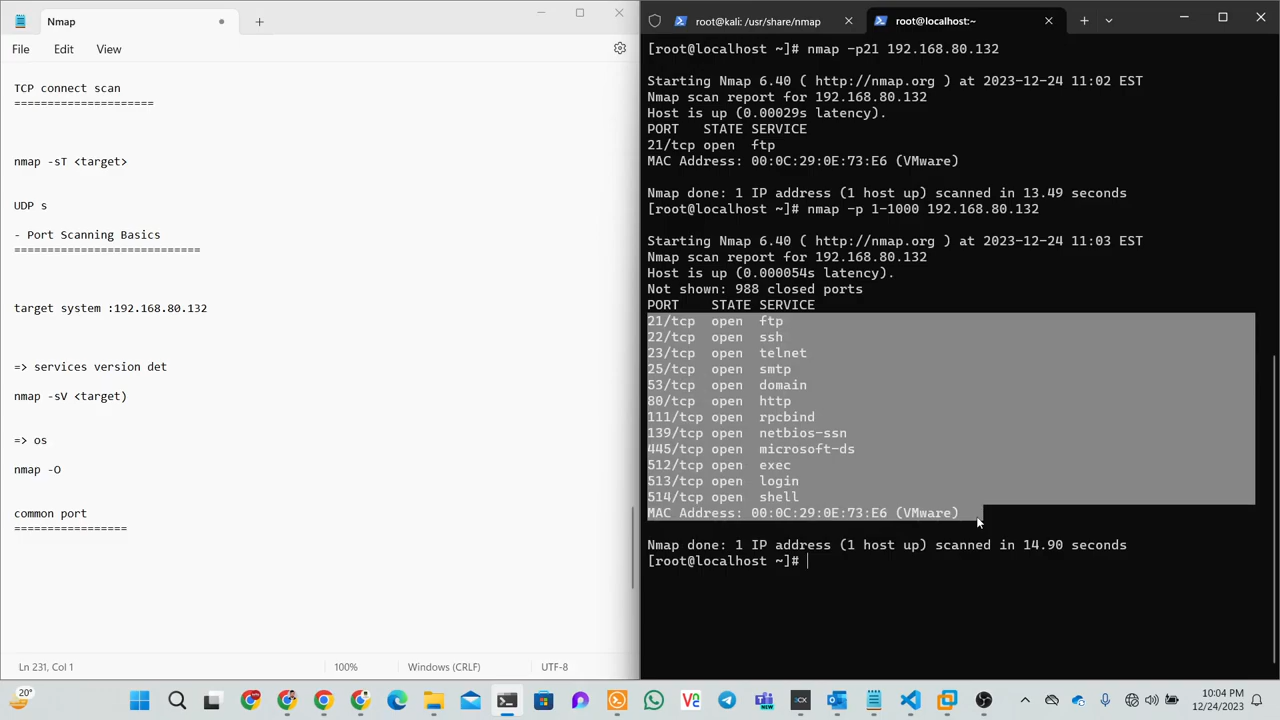 Nmap
File Edit View
TCP connect scan
=====================
nmap -sT <target>
UDP s
- Port Scanning Basics
============================
target system :192.168.80.132
=> services version det
nmap -sV <target)
=> os
nmap -O
common port
=================
Ln 231, Col 1 100% Windows (CRLF) UTF-8
root@kali: /usr/share/nmap root@localhost:~
[root@localhost ~]# nmap -p21 192.168.80.132
Starting Nmap 6.40 ( http://nmap.org ) at 2023-12-24 11:02 EST
Nmap scan report for 192.168.80.132
Host is up (0.00029s latency).
PORT STATE SERVICE
21/tcp open ftp
MAC Address: 00:0C:29:0E:73:E6 (VMware)
Nmap done: 1 IP address (1 host up) scanned in 13.49 seconds
[root@localhost ~]# nmap -p 1-1000 192.168.80.132
Starting Nmap 6.40 ( http://nmap.org ) at 2023-12-24 11:03 EST
Nmap scan report for 192.168.80.132
Host is up (0.000054s latency).
Not shown: 988 closed ports
PORT STATE SERVICE
21/tcp open ftp
22/tcp open ssh
23/tcp open telnet
25/tcp open smtp
53/tcp open domain
80/tcp open http
111/tcp open rpcbind
139/tcp open netbios-ssn
445/tcp open microsoft-ds
512/tcp open exec
513/tcp open login
514/tcp open shell
MAC Address: 00:0C:29:0E:73:E6 (VMware)
Nmap done: 1 IP address (1 host up) scanned in 14.90 seconds
[root@localhost ~]#
20°
10:04 PM
12/24/2023